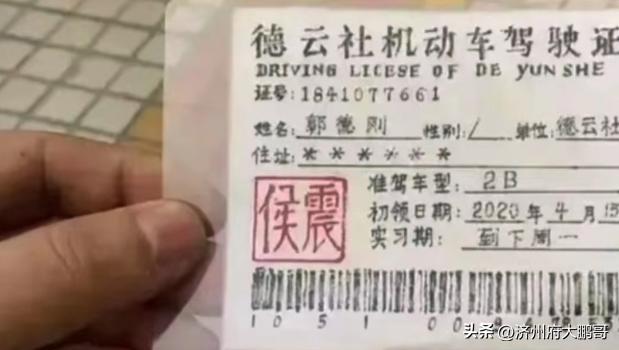 德云社机动车驾驶证
DRIVING LICESE OF DE YUNSHE
证号:1841077661
姓名:郭德刚 性别:/ 单位:德云社
住址:******
准驾车型:2B
初领日期:2020年4月15
实习期:到下周一
侯震
1051 0094
头条@济州府大鹏哥